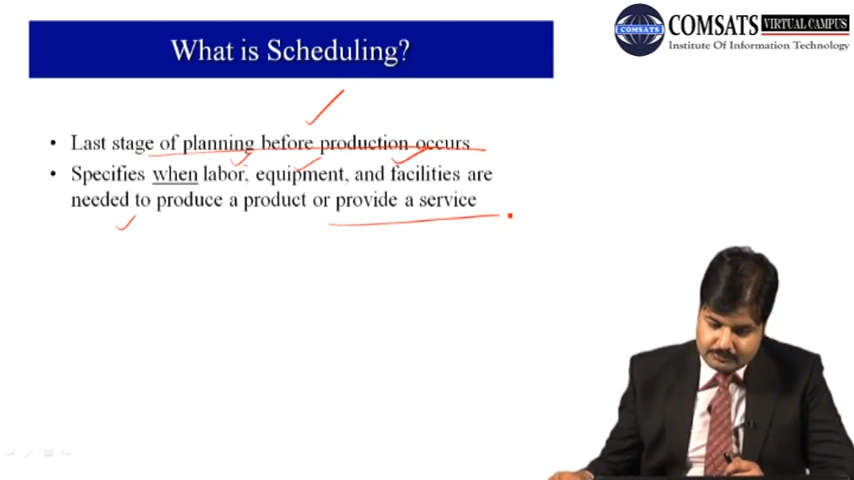 What is Scheduling?
COMSATS VIRTUAL CAMPUS
Institute Of Information Technology
COMSATS
• Last stage of planning before production occurs
• Specifies when labor, equipment, and facilities are
needed to produce a product or provide a service